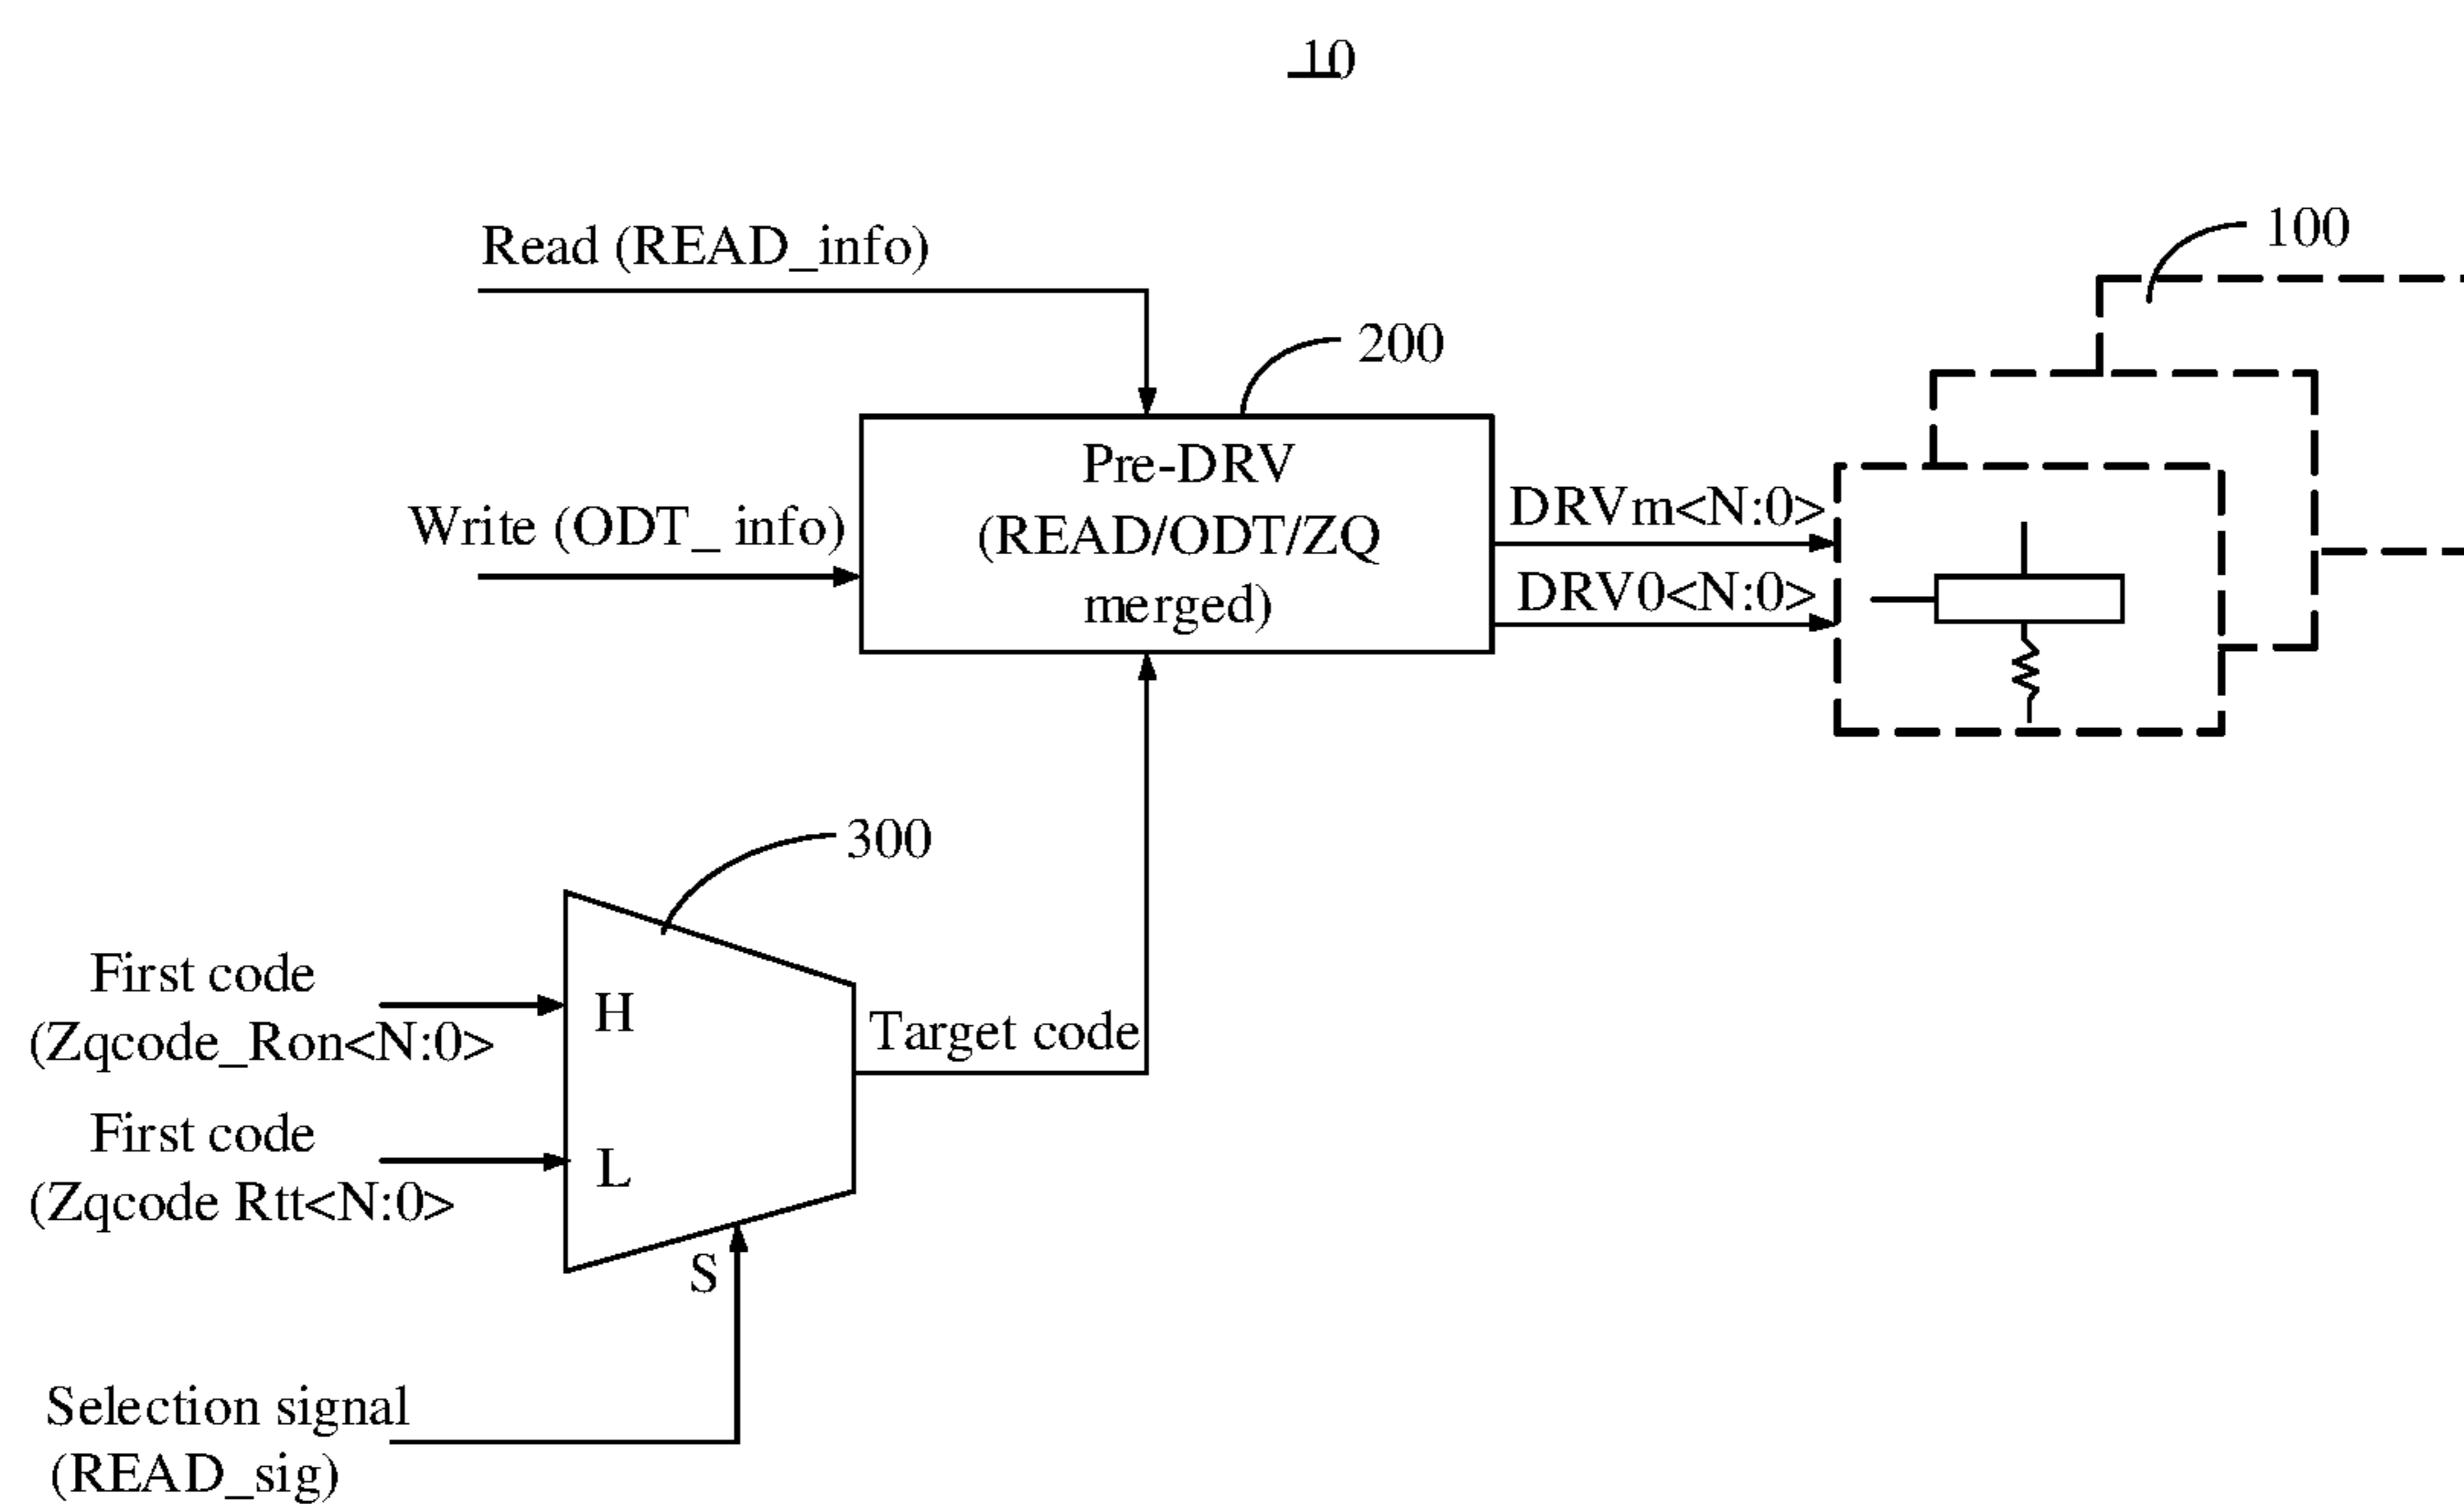 10
100
Read (READ_info)
200
Pre-DRV
(READ/ODT/ZQ
merged)
Write (ODT_ info)
DRVm<N:0>
DRV0<N:0>
300
First code
(Zqcode_Ron<N:0>
H
Target code
First code
(Zqcode Rtt<N:0>
L
S
Selection signal
(READ_sig)